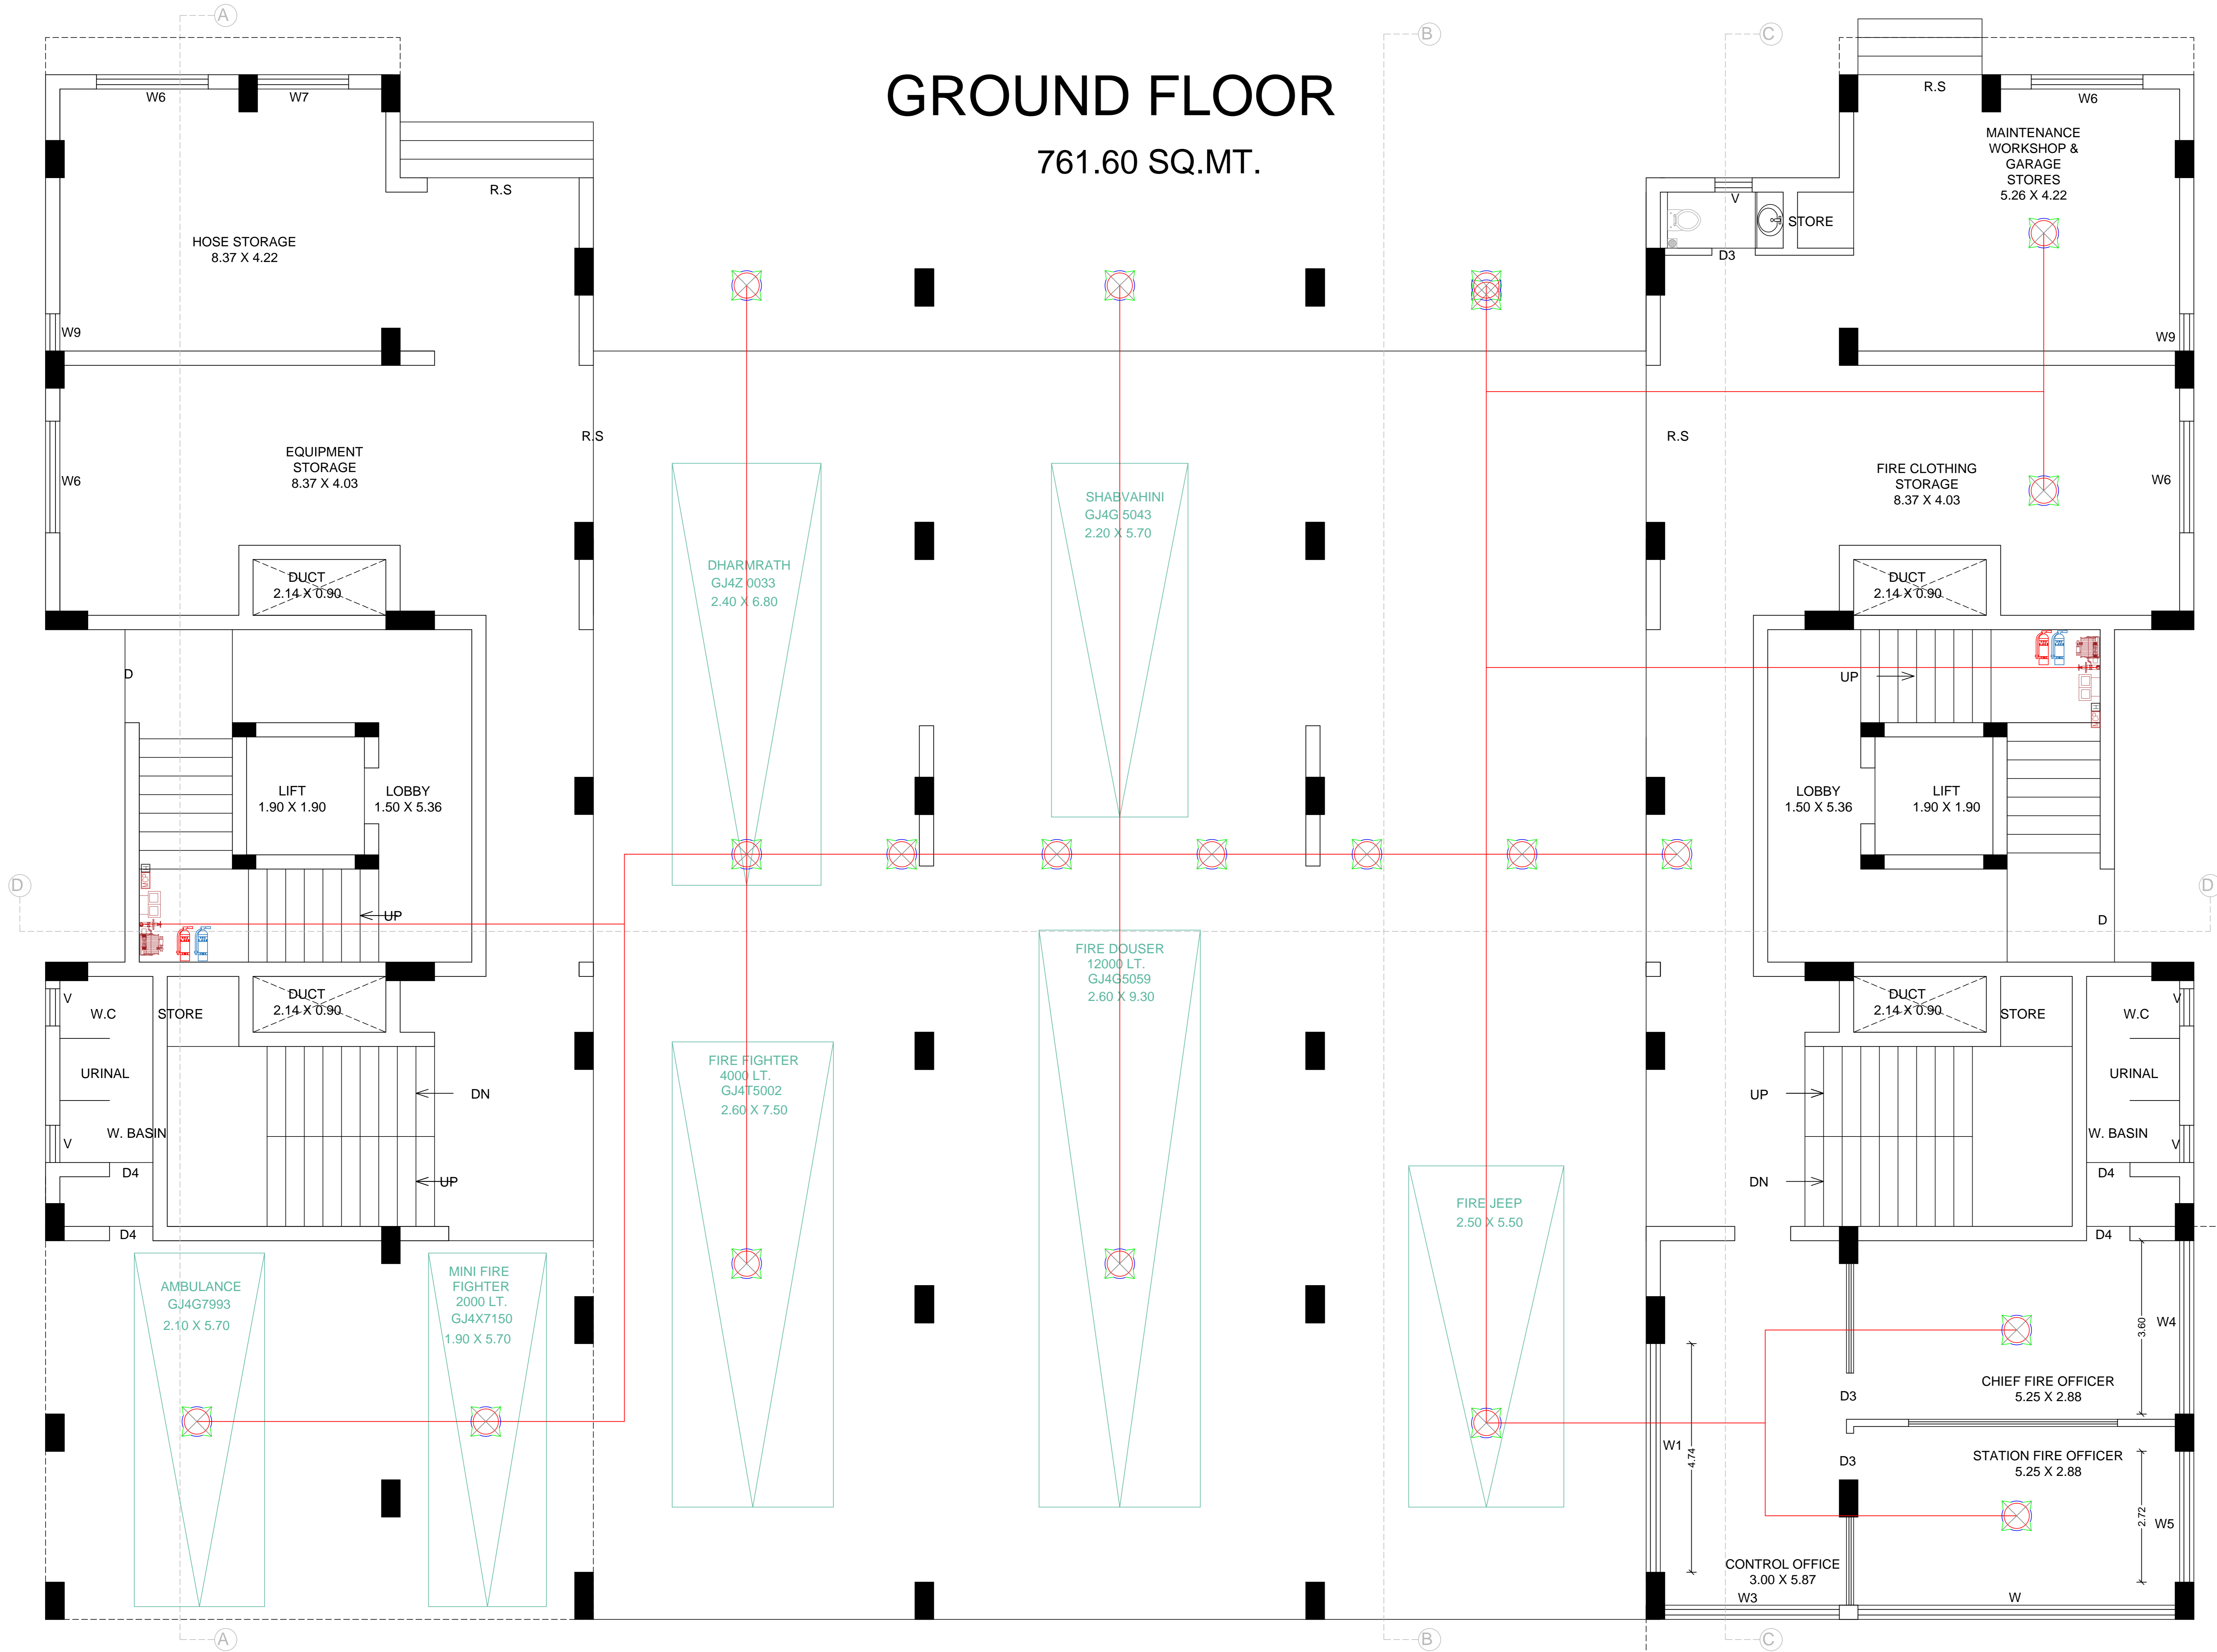 A
B
C
GROUND FLOOR
761.60 SQ.MT.
W6
W7
R.S
HOSE STORAGE
8.37 X 4.22
W9
R.S
W6
MAINTENANCE
WORKSHOP &
GARAGE
STORES
5.26 X 4.22
V
STORE
D3
W9
EQUIPMENT
STORAGE
8.37 X 4.03
W6
R.S
R.S
FIRE CLOTHING
STORAGE
8.37 X 4.03
W6
SHABVAHINI
GJ4G 5043
2.20 X 5.70
DHARMRATH
GJ4Z 0033
2.40 X 6.80
DUCT
2.14 X 0.90
DUCT
2.14 X 0.90
D
UP
MCP
LIFT
1.90 X 1.90
LOBBY
1.50 X 5.36
LOBBY
1.50 X 5.36
LIFT
1.90 X 1.90
MCP
UP
D
D
D
FIRE DOUSER
12000 LT.
GJ4G5059
2.60 X 9.30
V
W.C
STORE
DUCT
2.14 X 0.90
DUCT
2.14 X 0.90
STORE
W.C
V
URINAL
W. BASIN
V
D4
D4
DN
UP
FIRE FIGHTER
4000 LT.
GJ4T5002
2.60 X 7.50
UP
DN
URINAL
W. BASIN
V
D4
D4
AMBULANCE
GJ4G7993
2.10 X 5.70
MINI FIRE
FIGHTER
2000 LT.
GJ4X7150
1.90 X 5.70
FIRE JEEP
2.50 X 5.50
W1
4.74
D3
D3
CHIEF FIRE OFFICER
5.25 X 2.88
3.60
W4
STATION FIRE OFFICER
5.25 X 2.88
2.72
W5
CONTROL OFFICE
3.00 X 5.87
W3
W
A
B
C